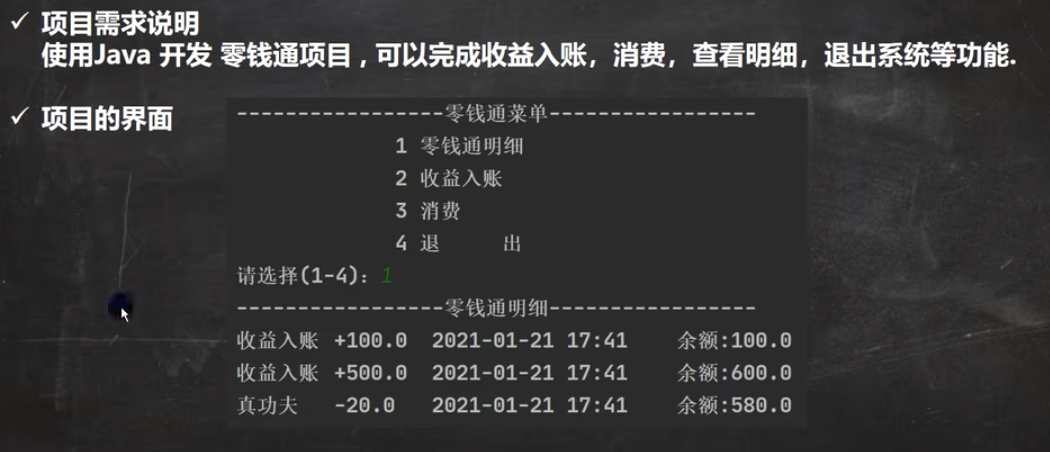 ✓ 项目需求说明
使用Java 开发 零钱通项目 , 可以完成收益入账，消费，查看明细，退出系统等功能.
✓ 项目的界面
-----------------零钱通菜单-----------------
1 零钱通明细
2 收益入账
3 消费
4 退 出
请选择(1-4)：1
-----------------零钱通明细-----------------
收益入账 +100.0 2021-01-21 17:41 余额:100.0
收益入账 +500.0 2021-01-21 17:41 余额:600.0
真功夫 -20.0 2021-01-21 17:41 余额:580.0